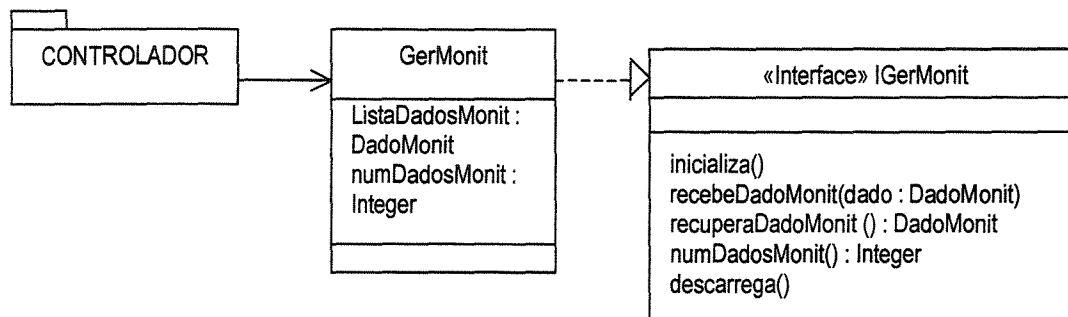 CONTROLADOR
GerMonit
ListaDadosMonit :
DadoMonit
numDadosMonit :
Integer
«Interface» IGerMonit
inicializa()
recebeDadoMonit(dado : DadoMonit)
recuperaDadoMonit () : DadoMonit
numDadosMonit() : Integer
descarrega()